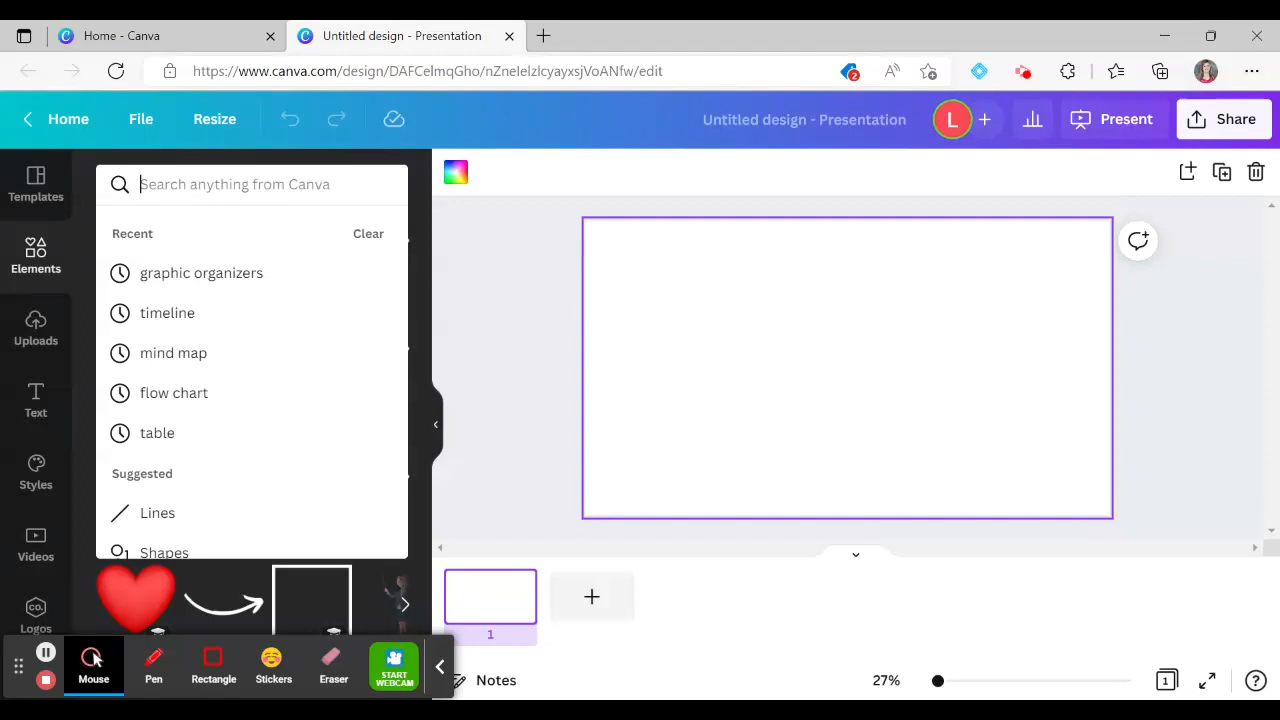 Home - Canva
Untitled design - Presentation
https://www.canva.com/design/DAFCelmqGho/nZnelelzlcyayxsjVoANfw/edit
2
Home
File
Resize
Untitled design - Presentation
L
Present
Share
Templates
Elements
Uploads
Text
Styles
Videos
CO.
Logos
Search anything from Canva
Recent
Clear
graphic organizers
timeline
mind map
flow chart
table
Suggested
Lines
Shapes
1
Mouse
Pen
Rectangle
Stickers
Eraser
START
WEBCAM
Notes
27%
1